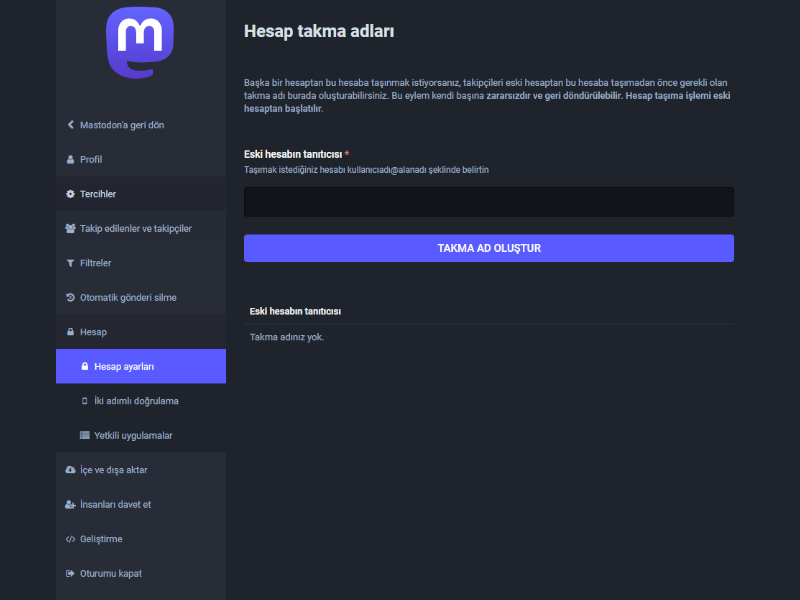 Mastodon'a geri dön
Profil
Tercihler
Takip edilenler ve takipçiler
Filtreler
Otomatik gönderi silme
Hesap
Hesap ayarları
İki adımlı doğrulama
Yetkili uygulamalar
İçe ve dışa aktar
İnsanları davet et
Geliştirme
Oturumu kapat
Hesap takma adları
Başka bir hesaptan bu hesaba taşınmak istiyorsanız, takipçileri eski hesaptan bu hesaba taşımadan önce gerekli olan
takma adı burada oluşturabilirsiniz. Bu eylem kendi başına zararsızdır ve geri döndürülebilir. Hesap taşıma işlemi eski
hesaptan başlatılır.
Eski hesabın tanıtıcısı *
Taşımak istediğiniz hesabı kullanıcıadı@alanadı şeklinde belirtin
TAKMA AD OLUŞTUR
Eski hesabın tanıtıcısı
Takma adınız yok.